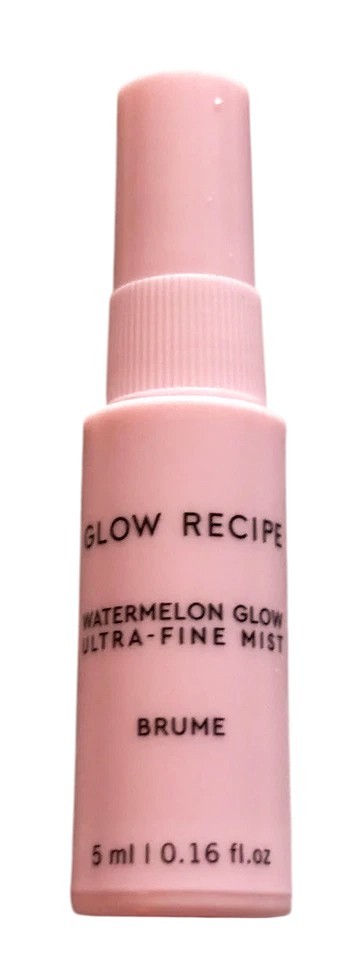 GLOW RECIPE
WATERMELON GLOW
ULTRA-FINE MIST
BRUME
5 ml | 0.16 fl.oz